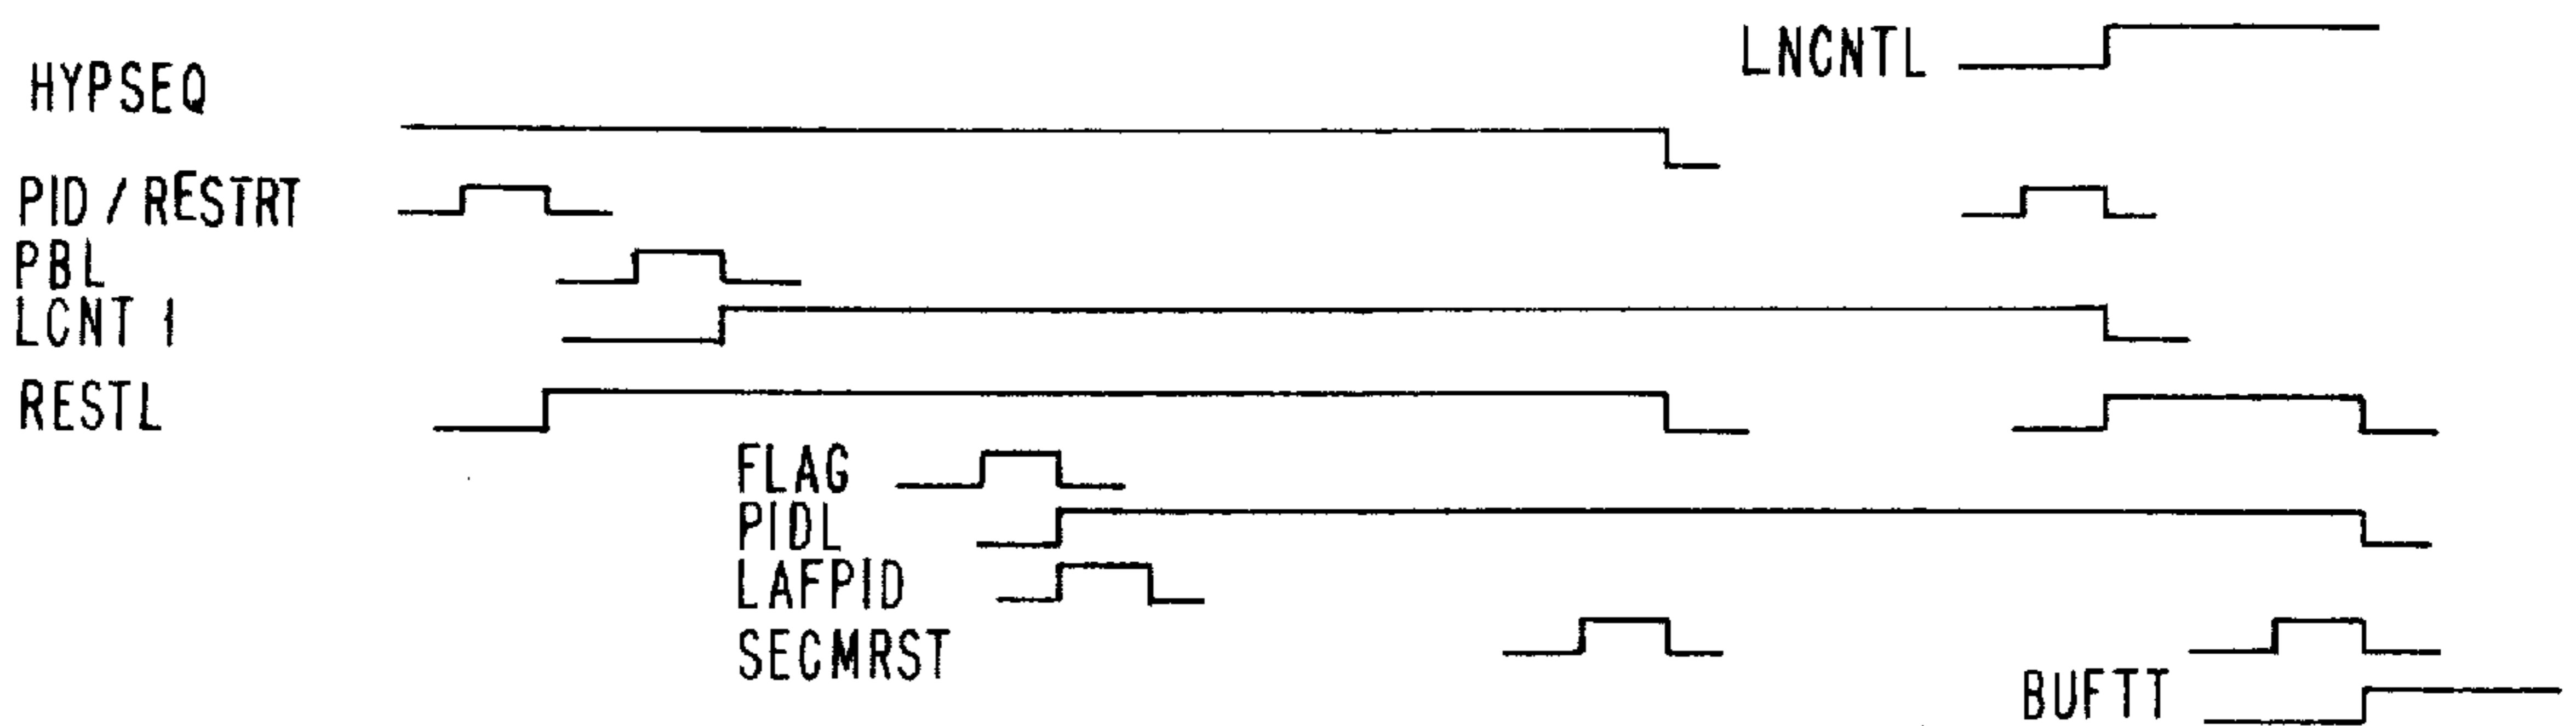 LNCNTL
HYPSEQ
PID / RESTRT
PBL
LCNT 1
RESTL
FLAG
PIDL
LAFPID
SECMRST
BUFTT